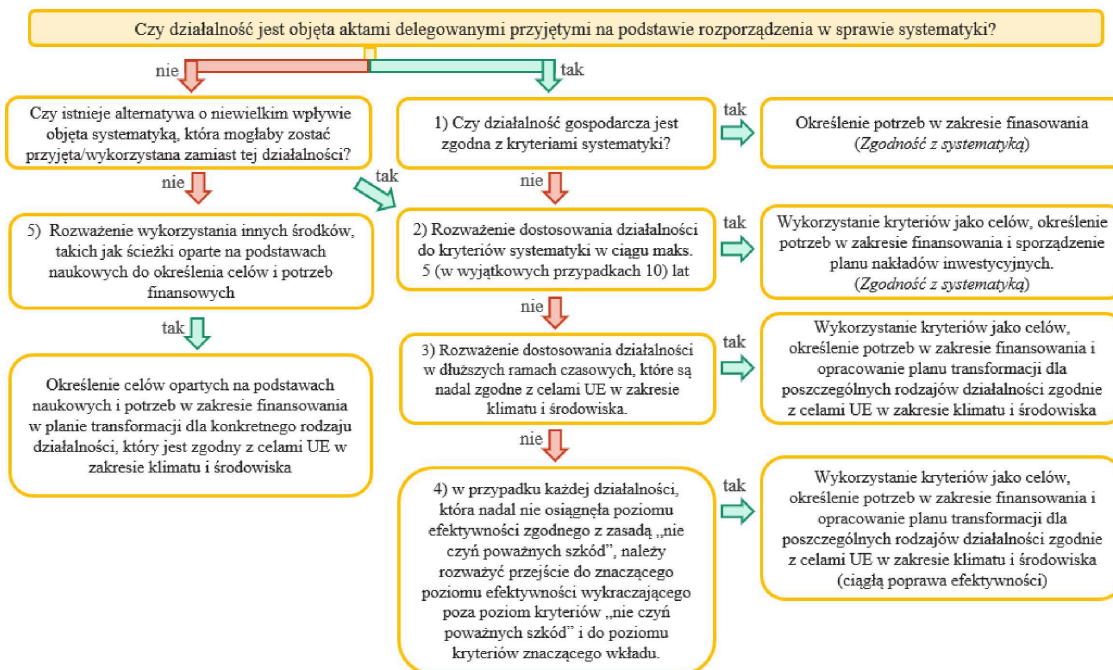 Czy działalność jest objęta aktami delegowanymi przyjętymi na podstawie rozporządzenia w sprawie systematyki?
nie
tak
Czy istnieje alternatywa o niewielkim wpływie
objęta systematyką, która mogłaby zostać
przyjęta/wykorzystana zamiast tej działalności?
1) Czy działalność gospodarcza jest
zgodna z kryteriami systematyki?
tak
Określenie potrzeb w zakresie finansowania
(Zgodność z systematyką)
nie
tak
nie
5) Rozważenie wykorzystania innych środków,
takich jak ścieżki oparte na podstawach
naukowych do określenia celów i potrzeb
finansowych
2) Rozważenie dostosowania działalności
do kryteriów systematyki w ciągu maks.
5 (w wyjątkowych przypadkach 10) lat
tak
Wykorzystanie kryteriów jako celów, określenie
potrzeb w zakresie finansowania i sporządzenie
planu nakładów inwestycyjnych.
(Zgodność z systematyką)
tak
nie
Określenie celów opartych na podstawach
naukowych i potrzeb w zakresie finansowania
w planie transformacji dla konkretnego rodzaju
działalności, który jest zgodny z celami UE w
zakresie klimatu i środowiska
3) Rozważenie dostosowania działalności
w dłuższych ramach czasowych, które są
nadal zgodne z celami UE w zakresie
klimatu i środowiska.
tak
Wykorzystanie kryteriów jako celów,
określenie potrzeb w zakresie finansowania i
opracowanie planu transformacji dla
poszczególnych rodzajów działalności zgodnie
z celami UE w zakresie klimatu i środowiska
nie
4) w przypadku każdej działalności,
która nadal nie osiągnęła poziomu
efektywności zgodnego z zasadą „nie
czyń poważnych szkód”, należy
rozważyć przejście do znaczącego
poziomu efektywności wykraczającego
poza poziom kryteriów „nie czyń
poważnych szkód” i do poziomu
kryteriów znaczącego wkładu.
tak
Wykorzystanie kryteriów jako celów,
określenie potrzeb w zakresie finansowania i
opracowanie planu transformacji dla
poszczególnych rodzajów działalności zgodnie
z celami UE w zakresie klimatu i środowiska
(ciągłą poprawa efektywności)